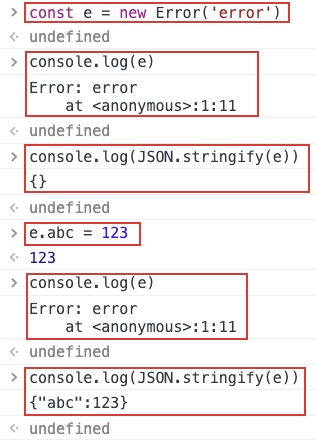 > const e = new Error('error')
<· undefined
> console.log(e)
Error: error
    at <anonymous>:1:11
<· undefined
> console.log(JSON.stringify(e))
{}
<· undefined
> e.abc = 123
<· 123
> console.log(e)
Error: error
    at <anonymous>:1:11
<· undefined
> console.log(JSON.stringify(e))
{"abc":123}
<· undefined